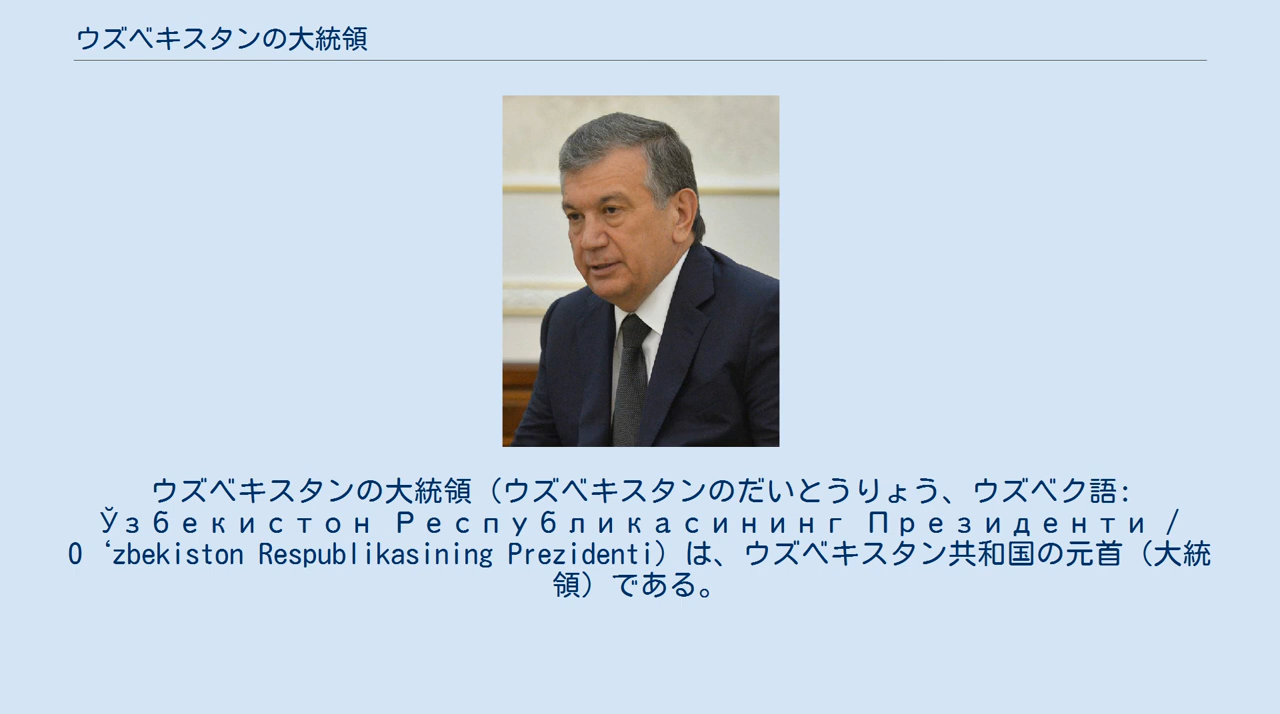 ウズベキスタンの大統領
ウズベキスタンの大統領（ウズベキスタンのだいとうりょう、ウズベク語:
Ўзбекистон Республикасининг Президенти /
O‘zbekiston Respublikasining Prezidenti）は、ウズベキスタン共和国の元首（大統
領）である。